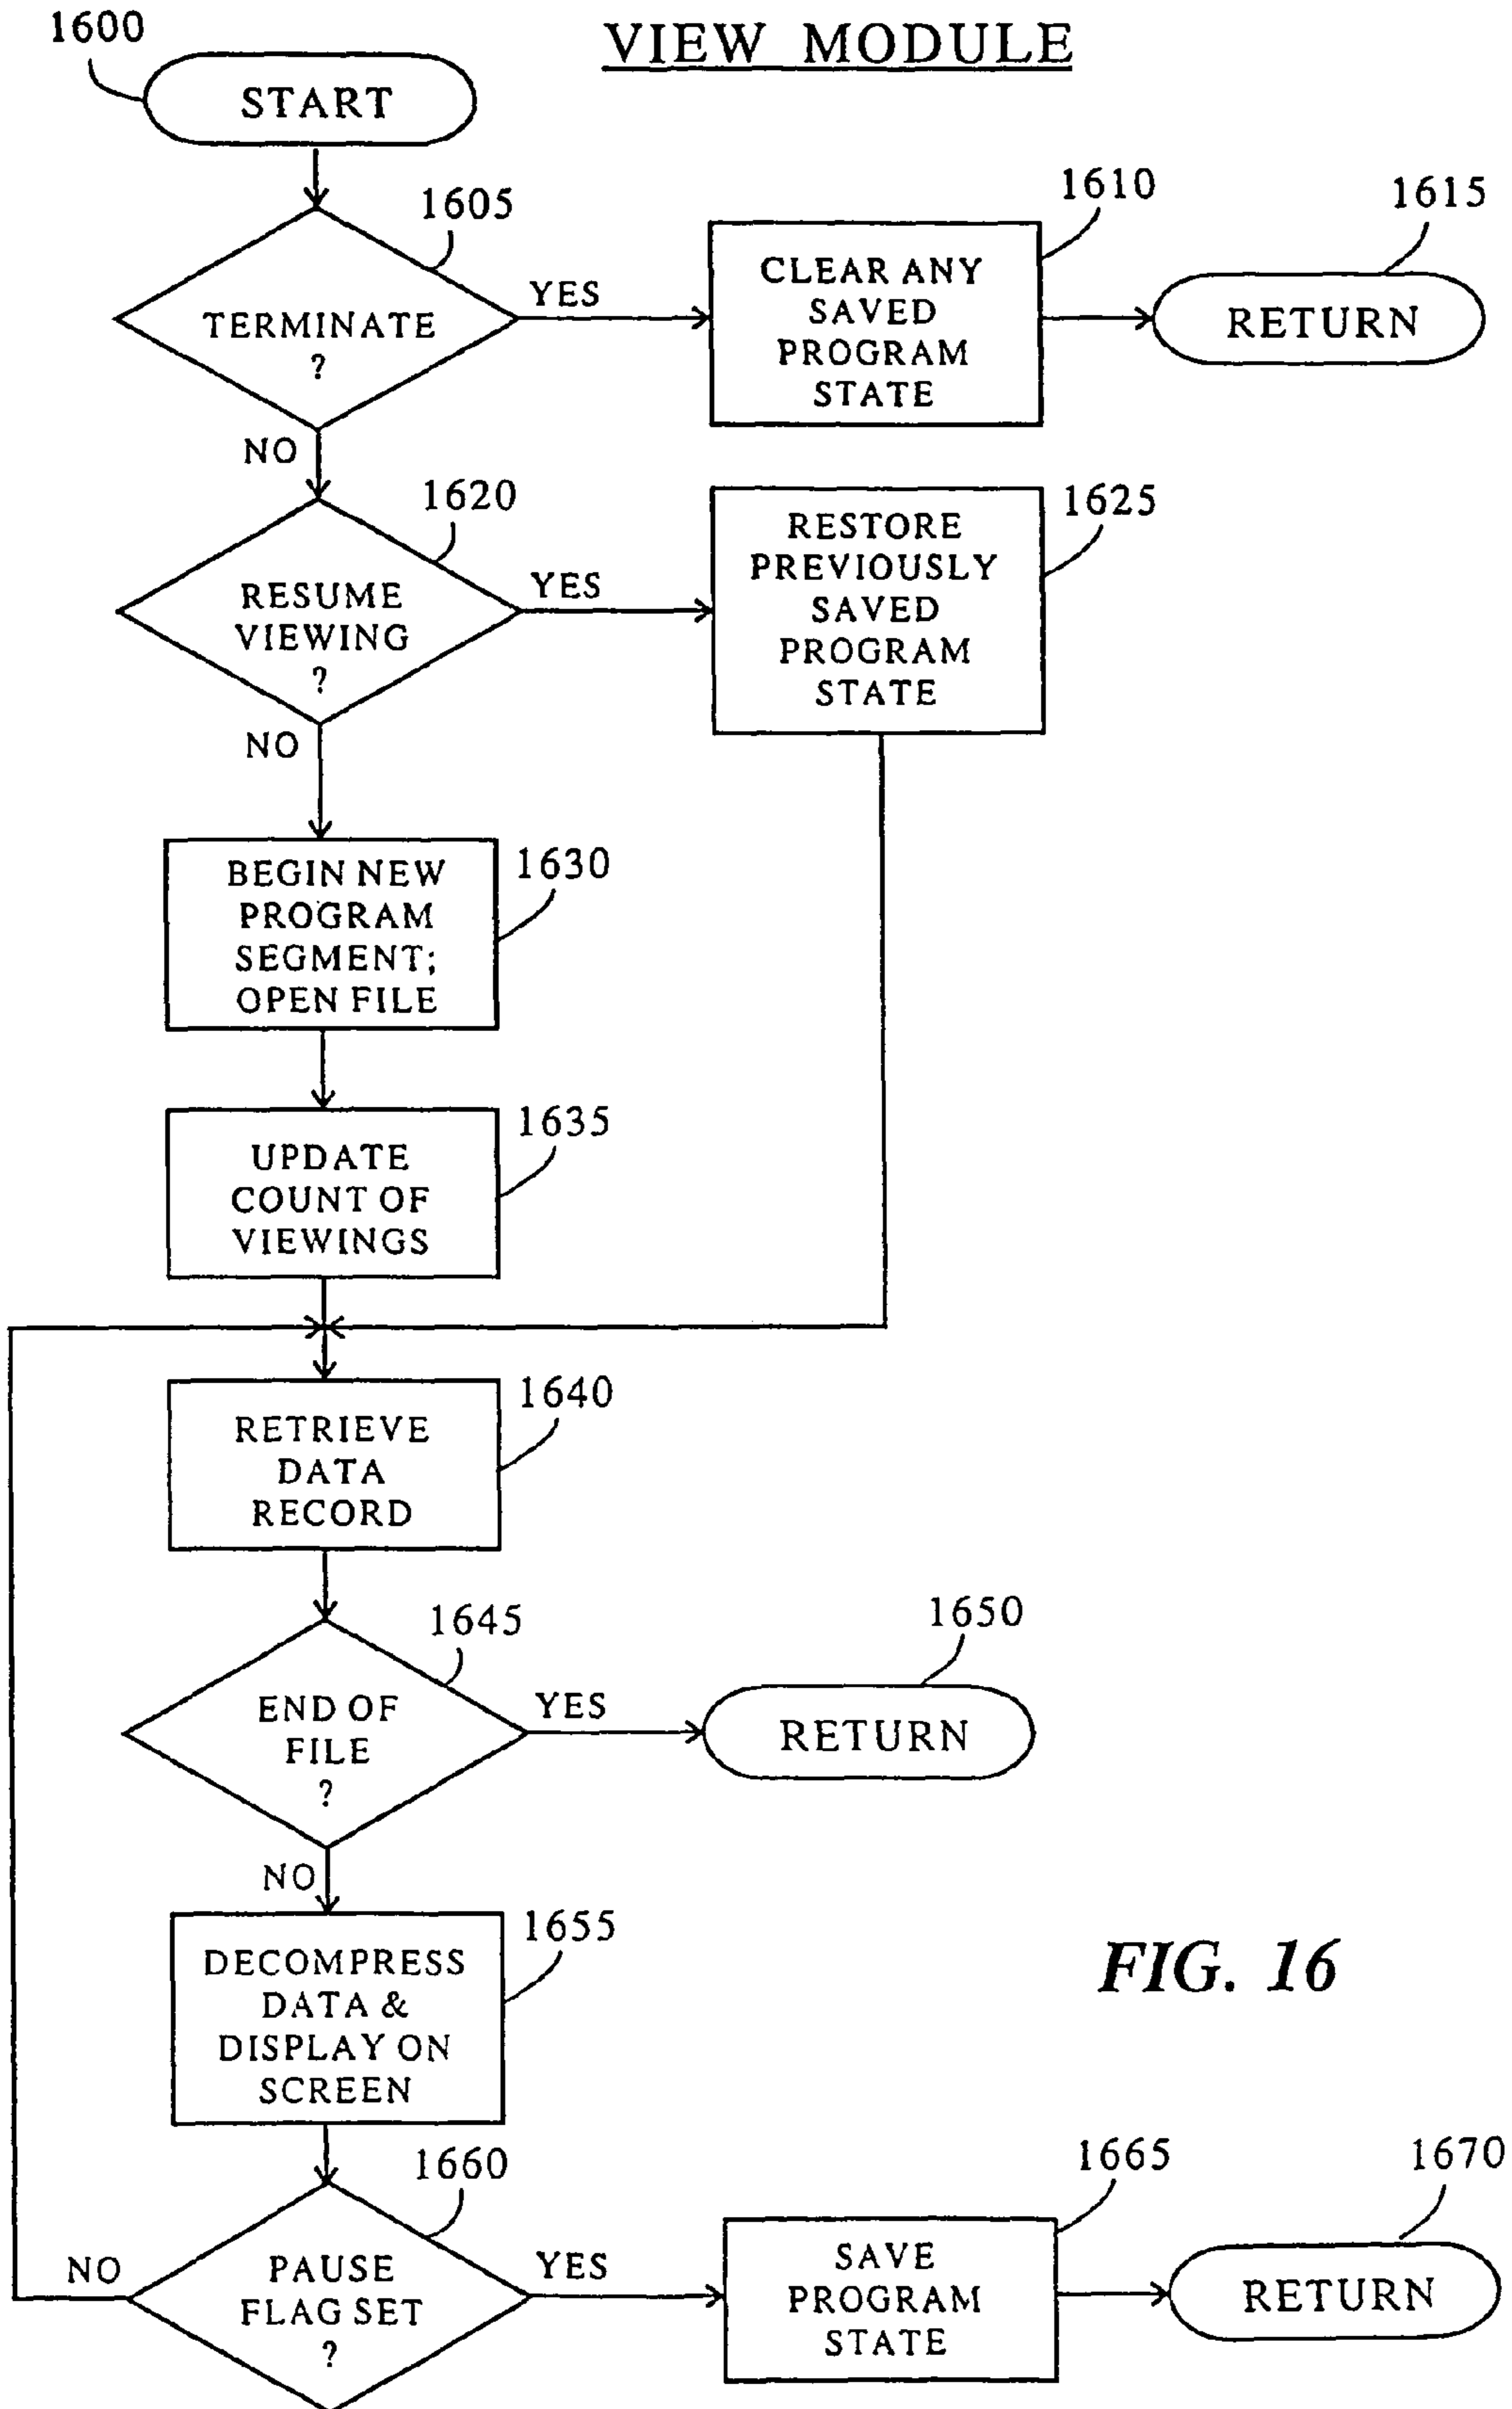 1600
VIEW MODULE
START
1605
1610
1615
TERMINATE
?
YES
CLEAR ANY
SAVED
PROGRAM
STATE
RETURN
NO
1620
1625
RESUME
VIEWING
?
YES
RESTORE
PREVIOUSLY
SAVED
PROGRAM
STATE
NO
BEGIN NEW
PROGRAM
SEGMENT;
OPEN FILE
1630
UPDATE
COUNT OF
VIEWINGS
1635
RETRIEVE
DATA
RECORD
1640
1645
1650
END OF
FILE
?
YES
RETURN
NO
DECOMPRESS
DATA &
DISPLAY ON
SCREEN
1655
FIG. 16
1660
1665
1670
NO
PAUSE
FLAG SET
?
YES
SAVE
PROGRAM
STATE
RETURN